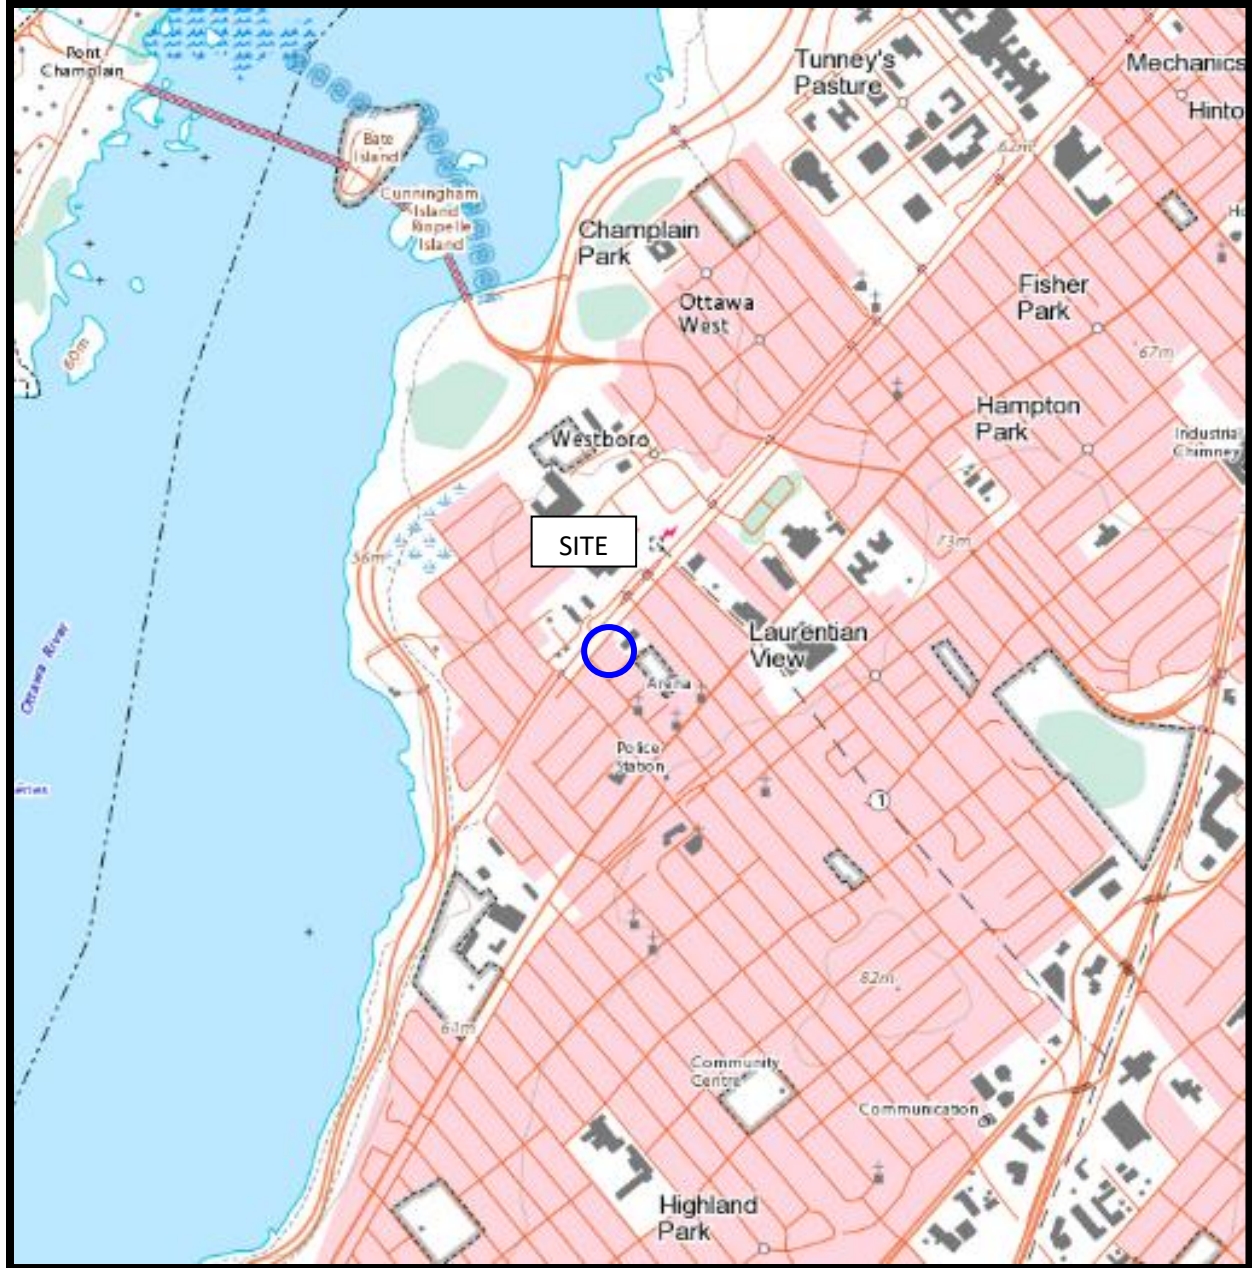 Pont
Champlain
Tunney's
Pasture
Mechanics
Hinto
Bate
Island
62m
Cunningham
Island
Riopelle
Island
Champlain
Park
Ho
Fisher
Park
Ottawa
West
60m
67m
Hampton
Park
Westboro
Industrial
Chimney
SITE
56m
73m
Laurentian
View
Ottawa River
Arena
Police
Station
1
82m
61m
Community
Centre
Communication
Highland
Park